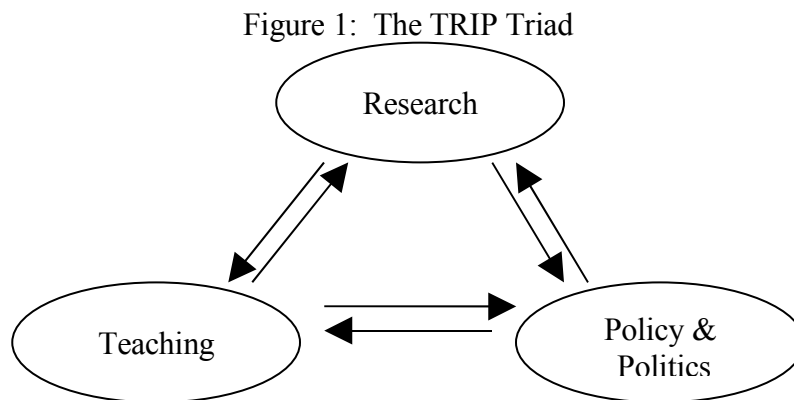 Figure 1: The TRIP Triad
Research
Teaching
Policy &
Politics